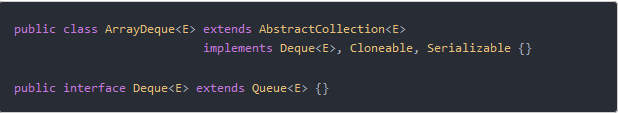 public class ArrayDeque<E> extends AbstractCollection<E>
                           implements Deque<E>, Cloneable, Serializable {}
public interface Deque<E> extends Queue<E> {}